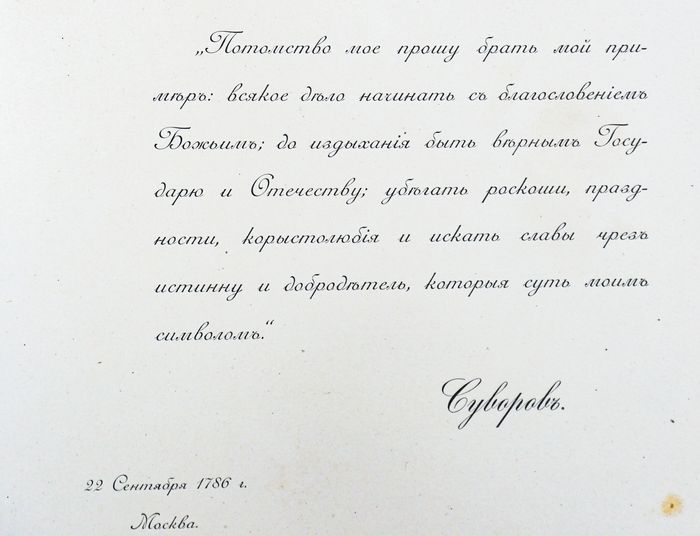 „Потомство мое прошу брать мой при-
мѣръ: всякое дѣло начинать съ благословеніемъ
Божьимъ; до издыханія быть вѣрнымъ Госу-
дарю и Отечеству; убѣгать роскоши, празд-
ности, корыстолюбія и искать славы чрезъ
истинну и добродѣтель, которыя суть моимъ
символомъ.“
Суворовъ.
22 Сентября 1786 г.
Москва.